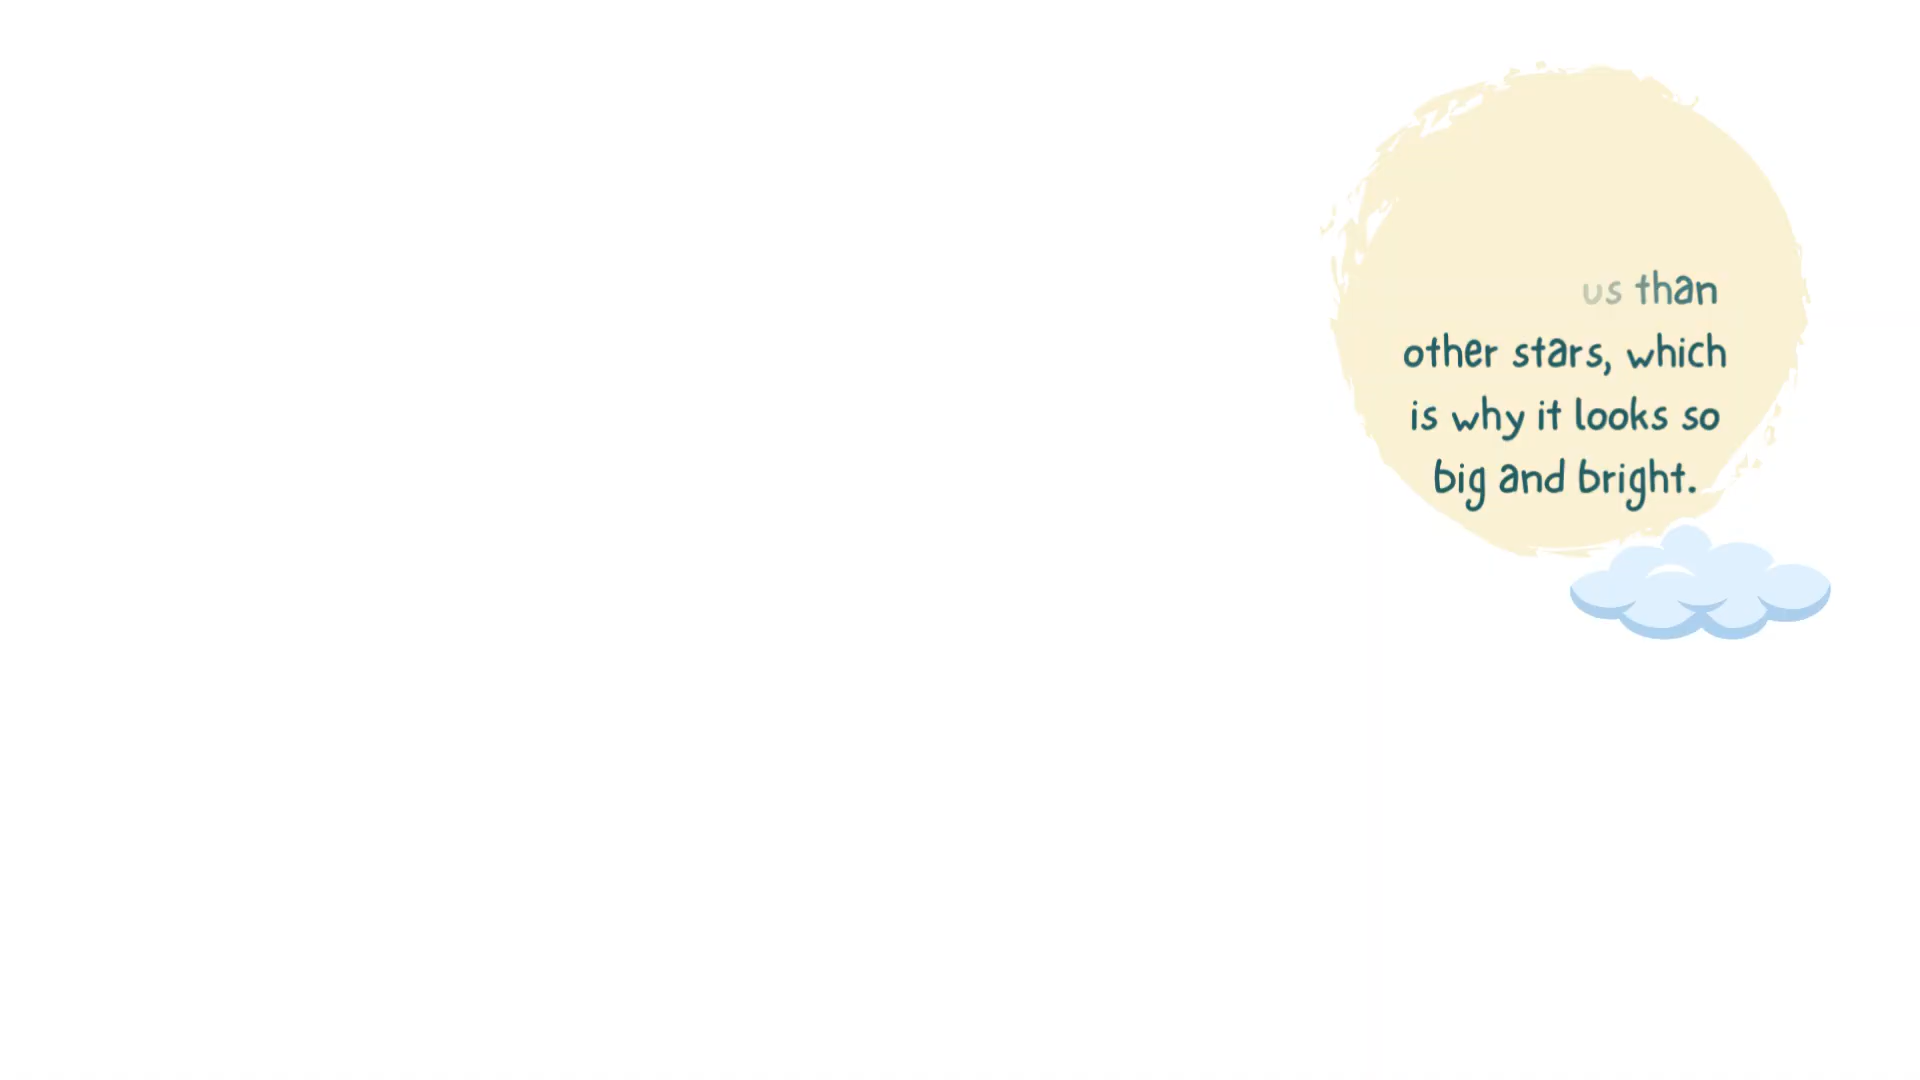 us than
other stars, which
is why it looks so
big and bright.